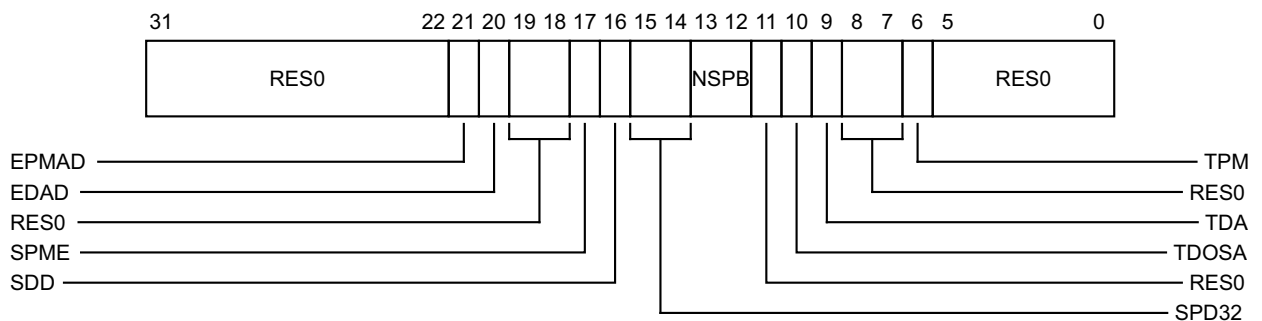 31 22 21 20 19 18 17 16 15 14 13 12 11 10 9 8 7 6 5 0
RES0 NSPB RES0
EPMAD TPM
EDAD RES0
RES0 TDA
SPME TDOSA
SDD RES0
SPD32